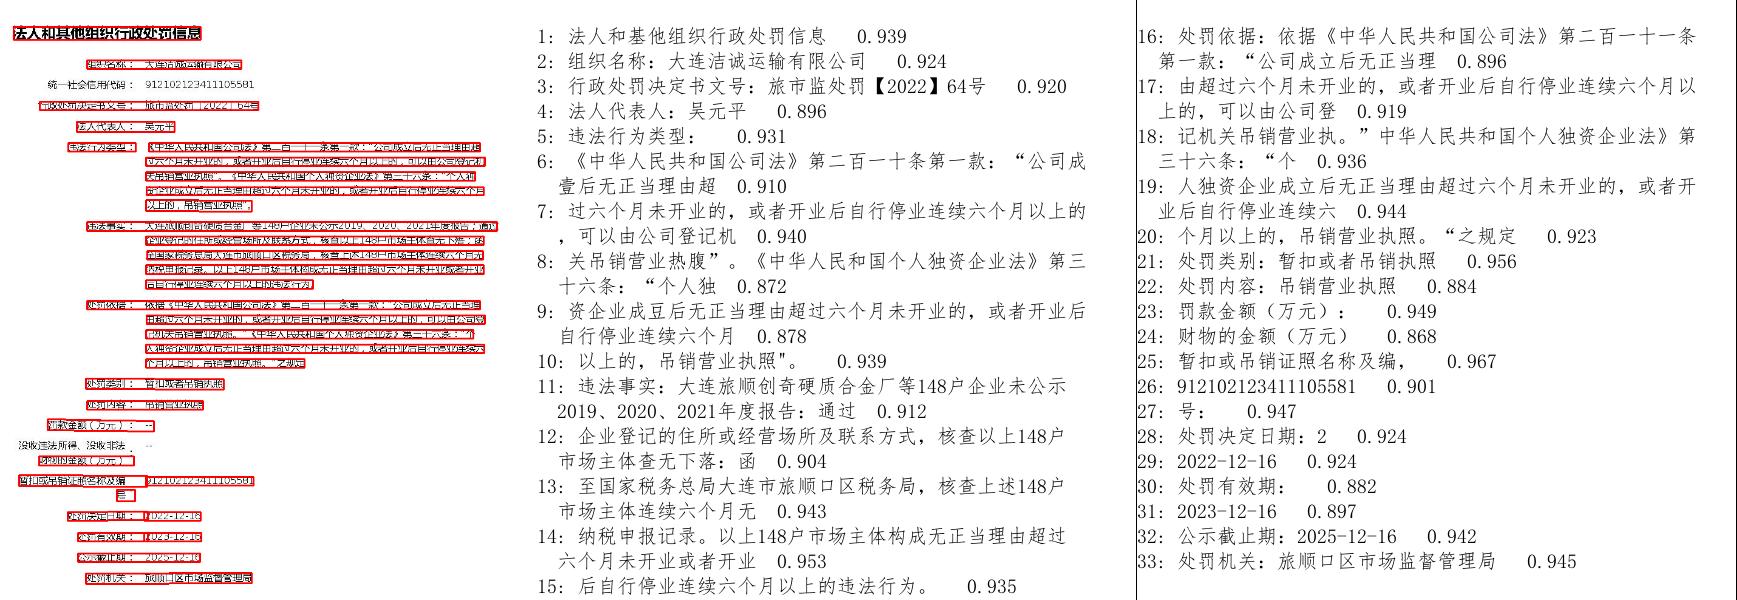 法人和其他组织行政处罚信息
组织名称： 大连洁诚运输有限公司
统一社会信用代码： 912102123411105581
行政处罚决定书文号： 旅市监处罚【2022】64号
法人代表人： 吴元平
违法行为类型： 《中华人民共和国公司法》第二百一十一条第一款：“公司成立后无正当理由超
过六个月未开业的，或者开业后自行停业连续六个月以上的，可以由公司登记机
关吊销营业执照”。《中华人民共和国个人独资企业法》第三十六条：“个人独
资企业成立后无正当理由超过六个月未开业的，或者开业后自行停业连续六个月
以上的，吊销营业执照"。
违法事实： 大连旅顺创奇硬质合金厂等148户企业未公示2019、2020、2021年度报告；通过
企业登记的住所或经营场所及联系方式，核查以上148户市场主体查无下落；函
至国家税务总局大连市旅顺口区税务局，核查上述148户市场主体连续六个月无
纳税申报记录。以上148户市场主体构成无正当理由超过六个月未开业或者开业
后自行停业连续六个月以上的违法行为。
处罚依据： 依据《中华人民共和国公司法》第二百一十一条第一款：“公司成立后无正当理
由超过六个月未开业的，或者开业后自行停业连续六个月以上的，可以由公司登
记机关吊销营业执照。”《中华人民共和国个人独资企业法》第三十六条：“个
人独资企业成立后无正当理由超过六个月未开业的，或者开业后自行停业连续六
个月以上的，吊销营业执照。“之规定
处罚类别： 暂扣或者吊销执照
处罚内容： 吊销营业执照
罚款金额（万元）： --
没收违法所得、没收非法 --
财物的金额（万元）
暂扣或吊销证照名称及编 912102123411105581
号：
处罚决定日期： 2022-12-16
处罚有效期： 2023-12-16
公示截止期： 2025-12-16
处罚机关： 旅顺口区市场监督管理局
1: 法人和基他组织行政处罚信息 0.939
2: 组织名称：大连洁诚运输有限公司 0.924
3: 行政处罚决定书文号：旅市监处罚【2022】64号 0.920
4: 法人代表人：吴元平 0.896
5: 违法行为类型： 0.931
6: 《中华人民共和国公司法》第二百一十条第一款：“公司成
壹后无正当理由超 0.910
7: 过六个月未开业的，或者开业后自行停业连续六个月以上的
，可以由公司登记机 0.940
8: 关吊销营业热腹”。《中华人民和国个人独资企业法》第三
十六条：“个人独 0.872
9: 资企业成豆后无正当理由超过六个月未开业的，或者开业后
自行停业连续六个月 0.878
10: 以上的，吊销营业执照"。 0.939
11: 违法事实：大连旅顺创奇硬质合金厂等148户企业未公示
2019、2020、2021年度报告：通过 0.912
12: 企业登记的住所或经营场所及联系方式，核查以上148户
市场主体查无下落：函 0.904
13: 至国家税务总局大连市旅顺口区税务局，核查上述148户
市场主体连续六个月无 0.943
14: 纳税申报记录。以上148户市场主体构成无正当理由超过
六个月未开业或者开业 0.953
15: 后自行停业连续六个月以上的违法行为。 0.935
16: 处罚依据：依据《中华人民共和国公司法》第二百一十一条
第一款：“公司成立后无正当理 0.896
17: 由超过六个月未开业的，或者开业后自行停业连续六个月以
上的，可以由公司登 0.919
18: 记机关吊销营业执。”中华人民共和国个人独资企业法》第
三十六条：“个 0.936
19: 人独资企业成立后无正当理由超过六个月未开业的，或者开
业后自行停业连续六 0.944
20: 个月以上的，吊销营业执照。“之规定 0.923
21: 处罚类别：暂扣或者吊销执照 0.956
22: 处罚内容：吊销营业执照 0.884
23: 罚款金额（万元）： 0.949
24: 财物的金额（万元） 0.868
25: 暂扣或吊销证照名称及编， 0.967
26: 912102123411105581 0.901
27: 号： 0.947
28: 处罚决定日期：2 0.924
29: 2022-12-16 0.924
30: 处罚有效期： 0.882
31: 2023-12-16 0.897
32: 公示截止期：2025-12-16 0.942
33: 处罚机关：旅顺口区市场监督管理局 0.945